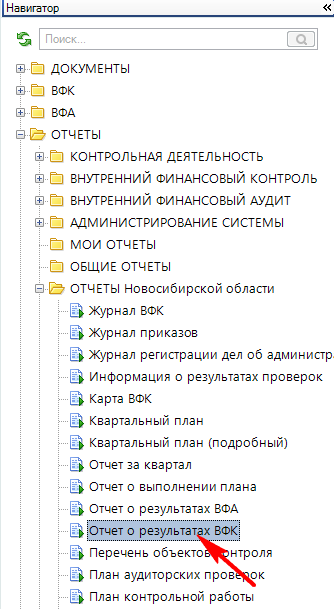 Навигатор
Поиск...
ДОКУМЕНТЫ
ВФК
ВФА
ОТЧЕТЫ
КОНТРОЛЬНАЯ ДЕЯТЕЛЬНОСТЬ
ВНУТРЕННИЙ ФИНАНСОВЫЙ КОНТРОЛЬ
ВНУТРЕННИЙ ФИНАНСОВЫЙ АУДИТ
АДМИНИСТРИРОВАНИЕ СИСТЕМЫ
МОИ ОТЧЕТЫ
ОБЩИЕ ОТЧЕТЫ
ОТЧЕТЫ Новосибирской области
Журнал ВФК
Журнал приказов
Журнал регистрации дел об администра
Информация о результатах проверок
Карта ВФК
Квартальный план
Квартальный план (подробный)
Отчет за квартал
Отчет о выполнении плана
Отчет о результатах ВФА
Отчет о результатах ВФК
Перечень объектов контроля
План аудиторских проверок
План контрольной работы